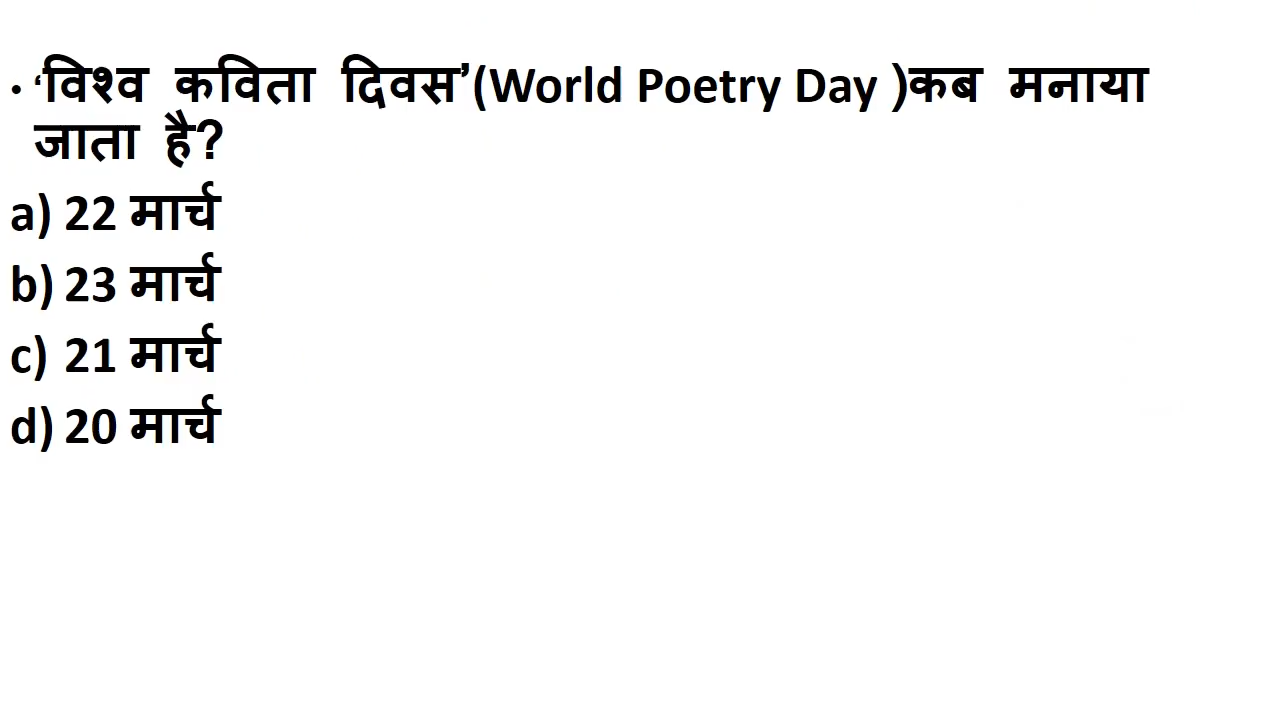 • ‘विश्व कविता दिवस’(World Poetry Day )कब मनाया
जाता है?
a) 22 मार्च
b) 23 मार्च
c) 21 मार्च
d) 20 मार्च